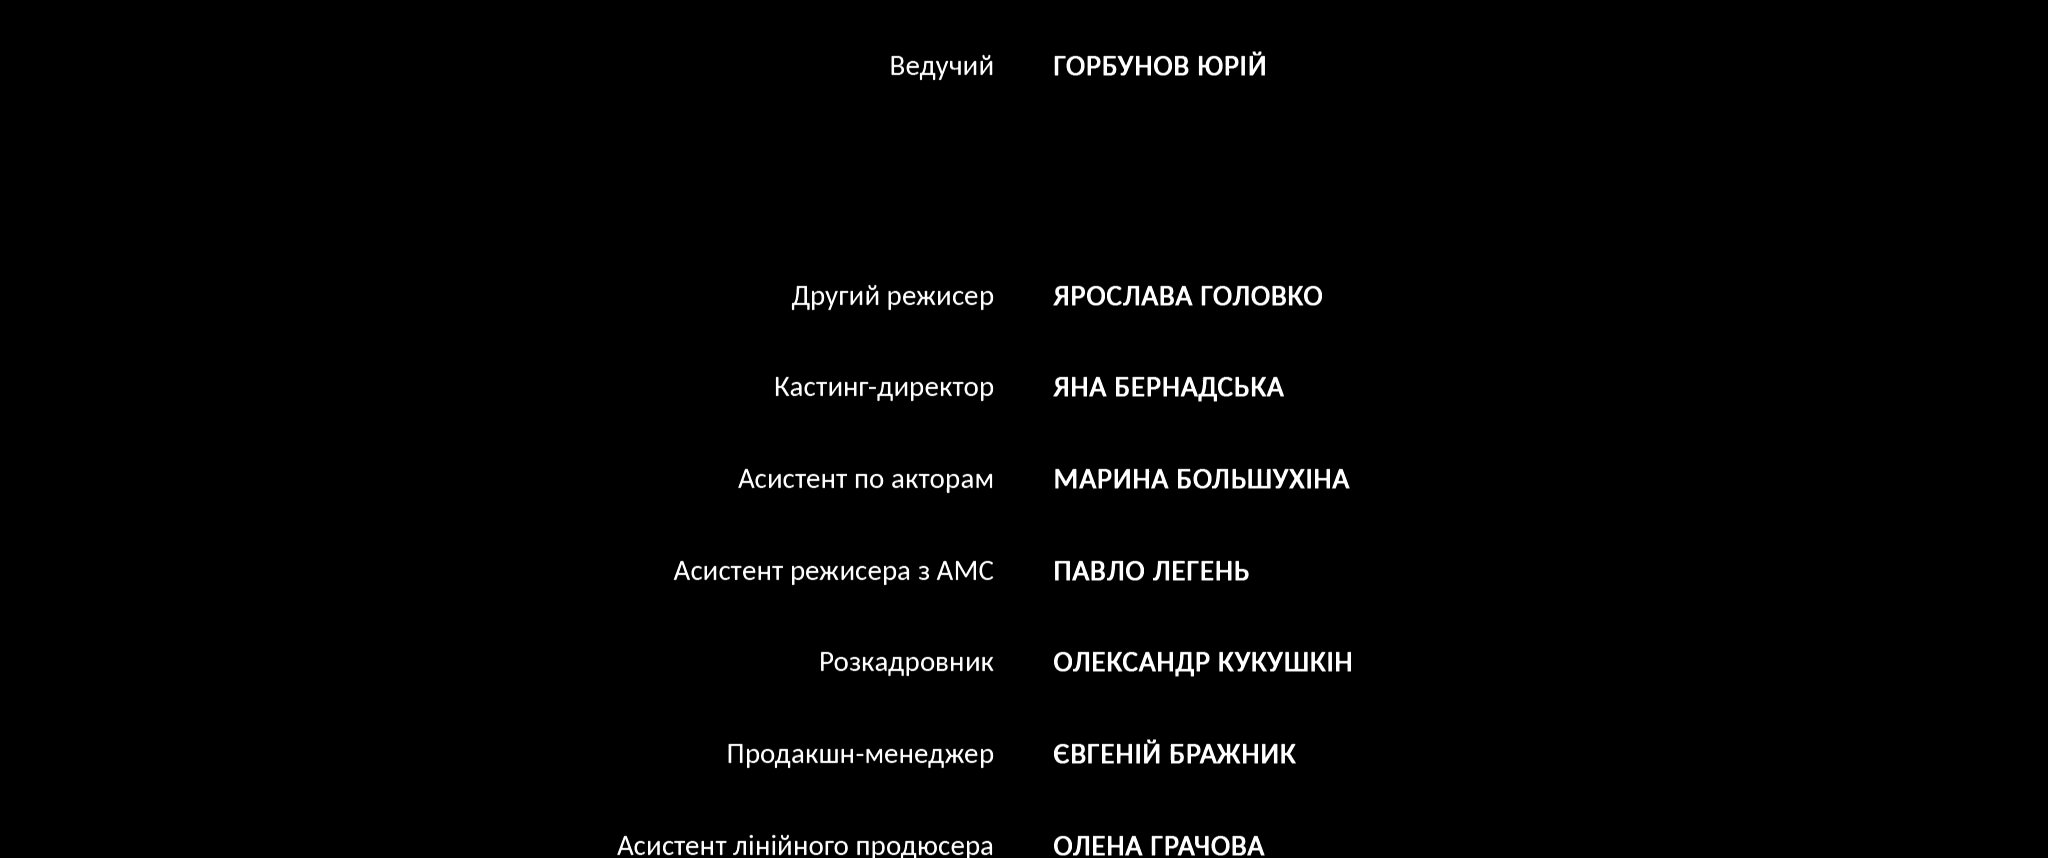 Ведучий ГОРБУНОВ ЮРІЙ
Другий режисер ЯРОСЛАВА ГОЛОВКО
Кастинг-директор ЯНА БЕРНАДСЬКА
Асистент по акторам МАРИНА БОЛЬШУХІНА
Асистент режисера з АМС ПАВЛО ЛЕГЕНЬ
Розкадровник ОЛЕКСАНДР КУКУШКІН
Продакшн-менеджер ЄВГЕНІЙ БРАЖНИК
Асистент лінійного продюсера ОЛЕНА ГРАЧОВА